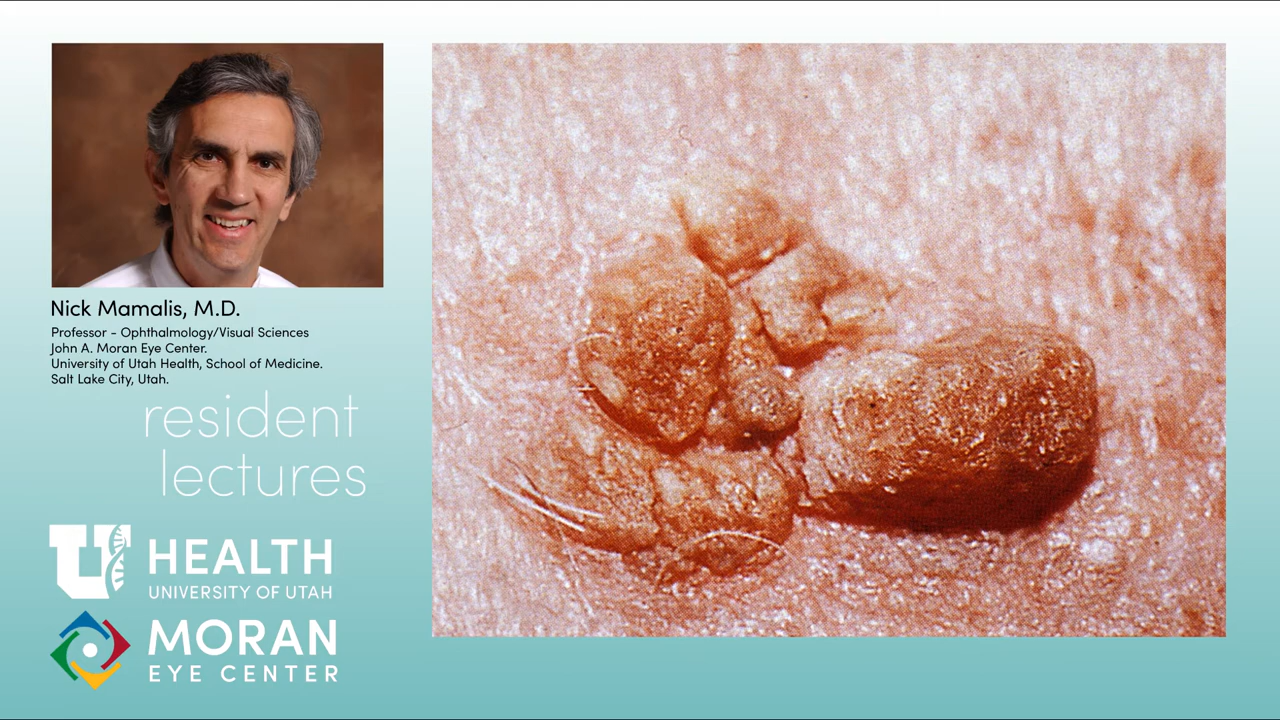 Nick Mamalis, M.D.
Professor - Ophthalmology/Visual Sciences
John A. Moran Eye Center.
University of Utah Health, School of Medicine.
Salt Lake City, Utah.
resident
lectures
U HEALTH
UNIVERSITY OF UTAH
MORAN
EYE CENTER